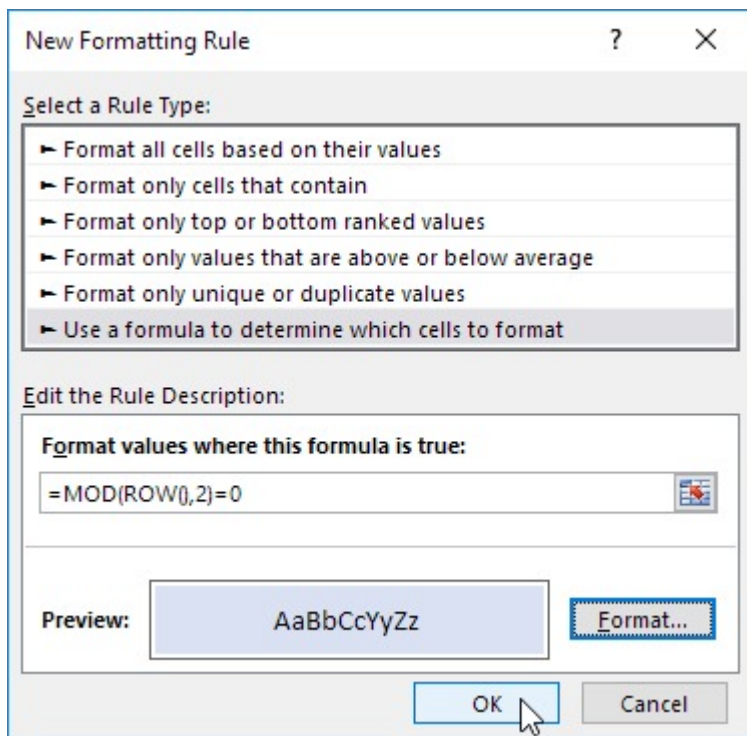 New Formatting Rule ? ×
Select a Rule Type:
► Format all cells based on their values
► Format only cells that contain
► Format only top or bottom ranked values
► Format only values that are above or below average
► Format only unique or duplicate values
► Use a formula to determine which cells to format
Edit the Rule Description:
Format values where this formula is true:
=MOD(ROW(),2)=0
Preview: AaBbCcYyZz Format...
OK Cancel